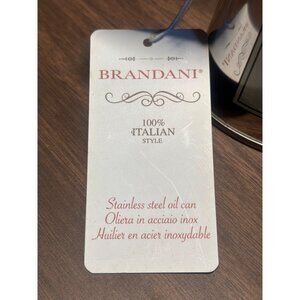 BRANDANI®
100%
ITALIAN
STYLE
Stainless steel oil can
Oliera in acciaio inox
Huilier en acier inoxydable